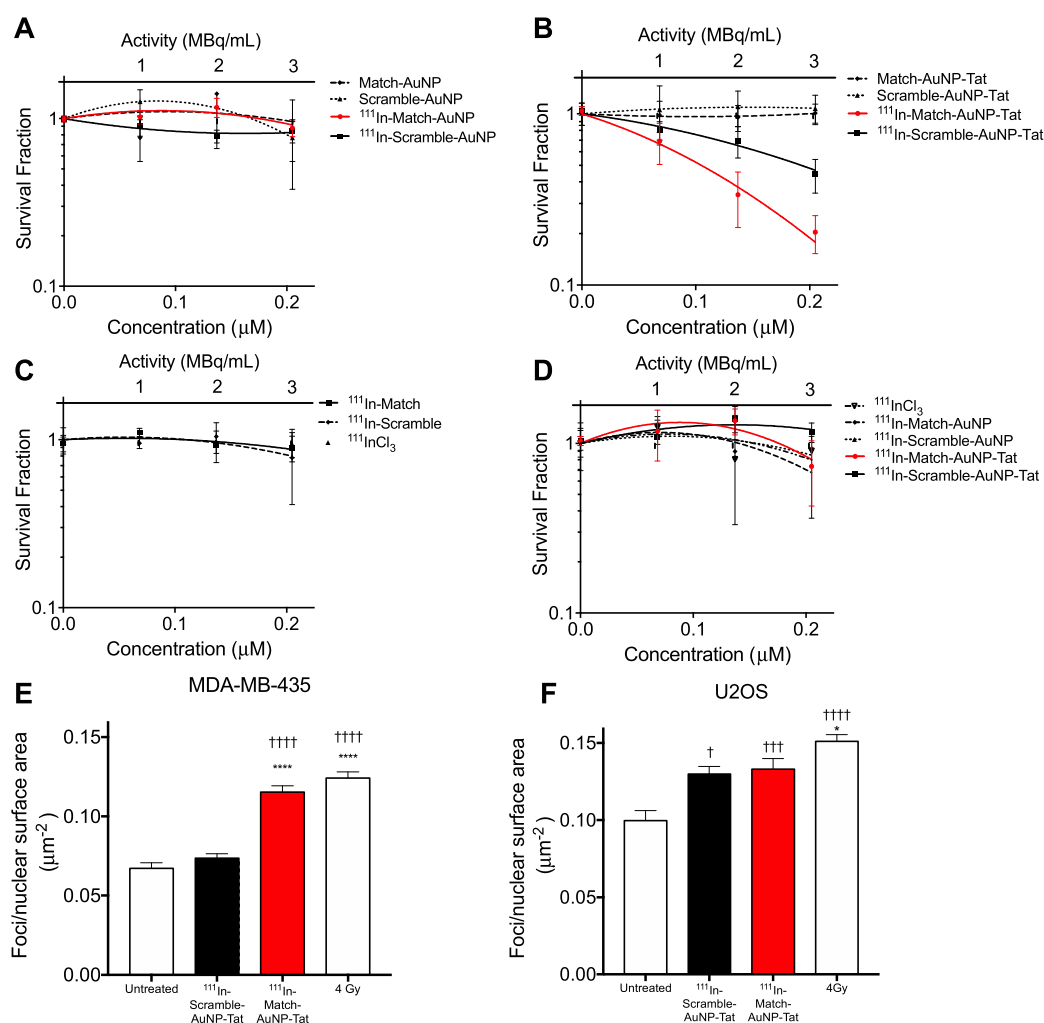 A
Activity (MBq/mL)
1 2 3
Match-AuNP
Scramble-AuNP
¹¹¹In-Match-AuNP
¹¹¹In-Scramble-AuNP
Survival Fraction
1
0.1
0.0 0.1 0.2
Concentration (μM)
B
Activity (MBq/mL)
1 2 3
Match-AuNP-Tat
Scramble-AuNP-Tat
¹¹¹In-Match-AuNP-Tat
¹¹¹In-Scramble-AuNP-Tat
Survival Fraction
1
0.1
0.0 0.1 0.2
Concentration (μM)
C
Activity (MBq/mL)
1 2 3
¹¹¹In-Match
¹¹¹In-Scramble
¹¹¹InCl₃
Survival Fraction
1
0.1
0.0 0.1 0.2
Concentration (μM)
D
Activity (MBq/mL)
1 2 3
¹¹¹InCl₃
¹¹¹In-Match-AuNP
¹¹¹In-Scramble-AuNP
¹¹¹In-Match-AuNP-Tat
¹¹¹In-Scramble-AuNP-Tat
Survival Fraction
1
0.1
0.0 0.1 0.2
Concentration (μM)
E
MDA-MB-435
Foci/nuclear surface area
(μm⁻²)
0.15
0.10
0.05
0.00
††††
****
††††
****
Untreated
¹¹¹In-
Scramble-
AuNP-Tat
¹¹¹In-
Match-
AuNP-Tat
4 Gy
F
U2OS
Foci/nuclear surface area
(μm⁻²)
0.15
0.10
0.05
0.00
†
†††
††††
*
Untreated
¹¹¹In-
Scramble-
AuNP-Tat
¹¹¹In-
Match-
AuNP-Tat
4Gy